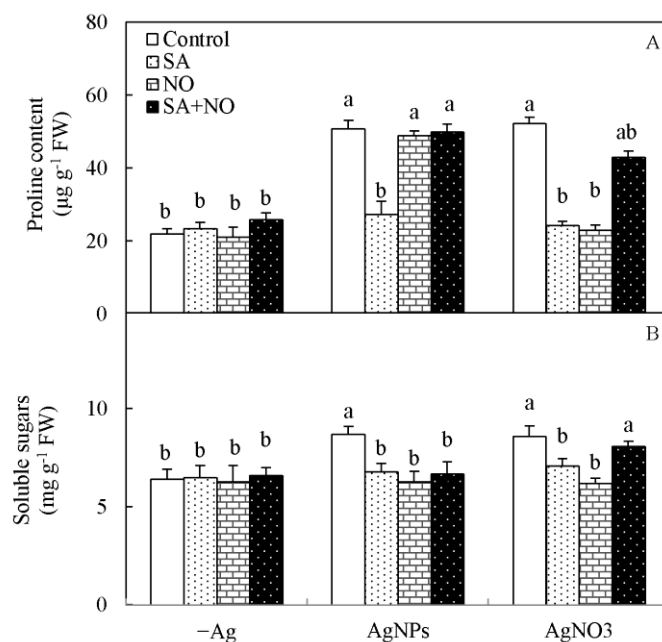 80
60
40
20
0
Proline content
(μg g-1 FW)
Control
SA
NO
SA+NO
A
b b b b
a b a a
a b b ab
10
5
0
Soluble sugars
(mg g-1 FW)
B
b b b b
a b b b
a b b a
−Ag AgNPs AgNO3